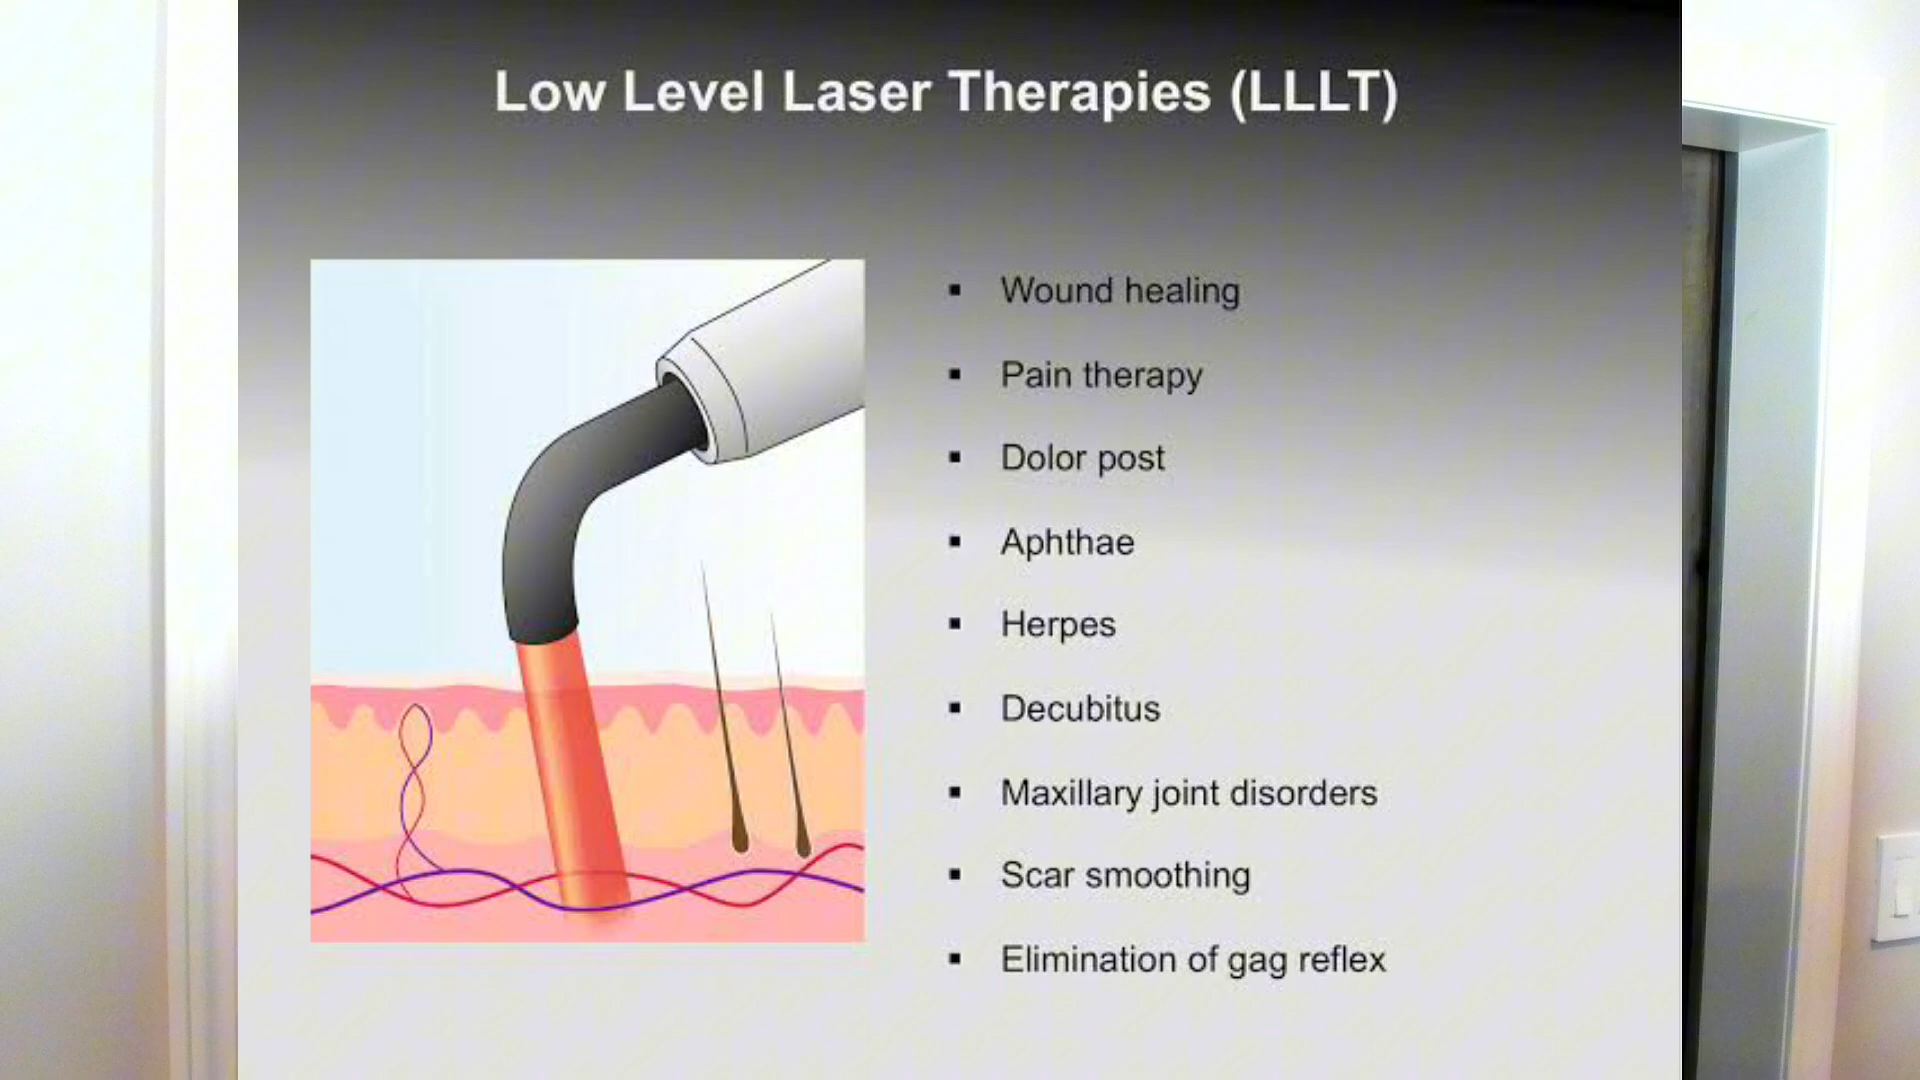 Low Level Laser Therapies (LLLT)
▪ Wound healing
▪ Pain therapy
▪ Dolor post
▪ Aphthae
▪ Herpes
▪ Decubitus
▪ Maxillary joint disorders
▪ Scar smoothing
▪ Elimination of gag reflex